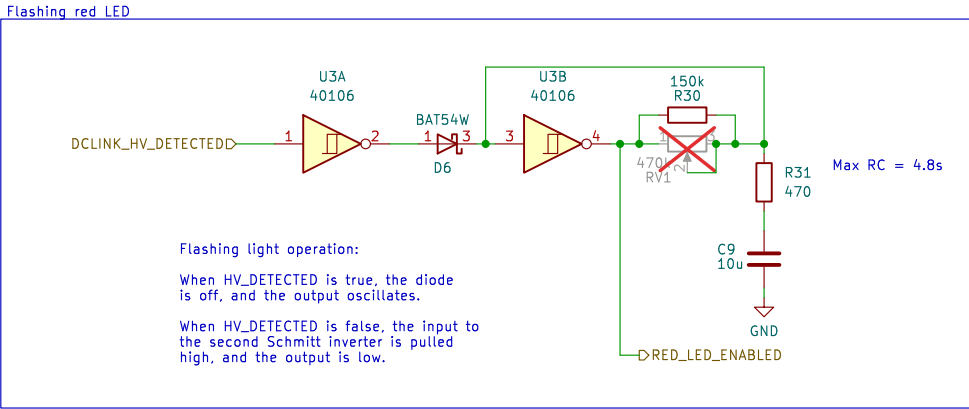 Flashing red LED
U3A
40106
U3B
40106
150k
R30
BAT54W
DCLINK_HV_DETECTED
1
2
1
3
3
4
1
3
D6
470k
RV1
2
R31
470
Max RC = 4.8s
Flashing light operation:
C9
10u
When HV_DETECTED is true, the diode
is off, and the output oscillates.
When HV_DETECTED is false, the input to
the second Schmitt inverter is pulled
high, and the output is low.
GND
RED_LED_ENABLED